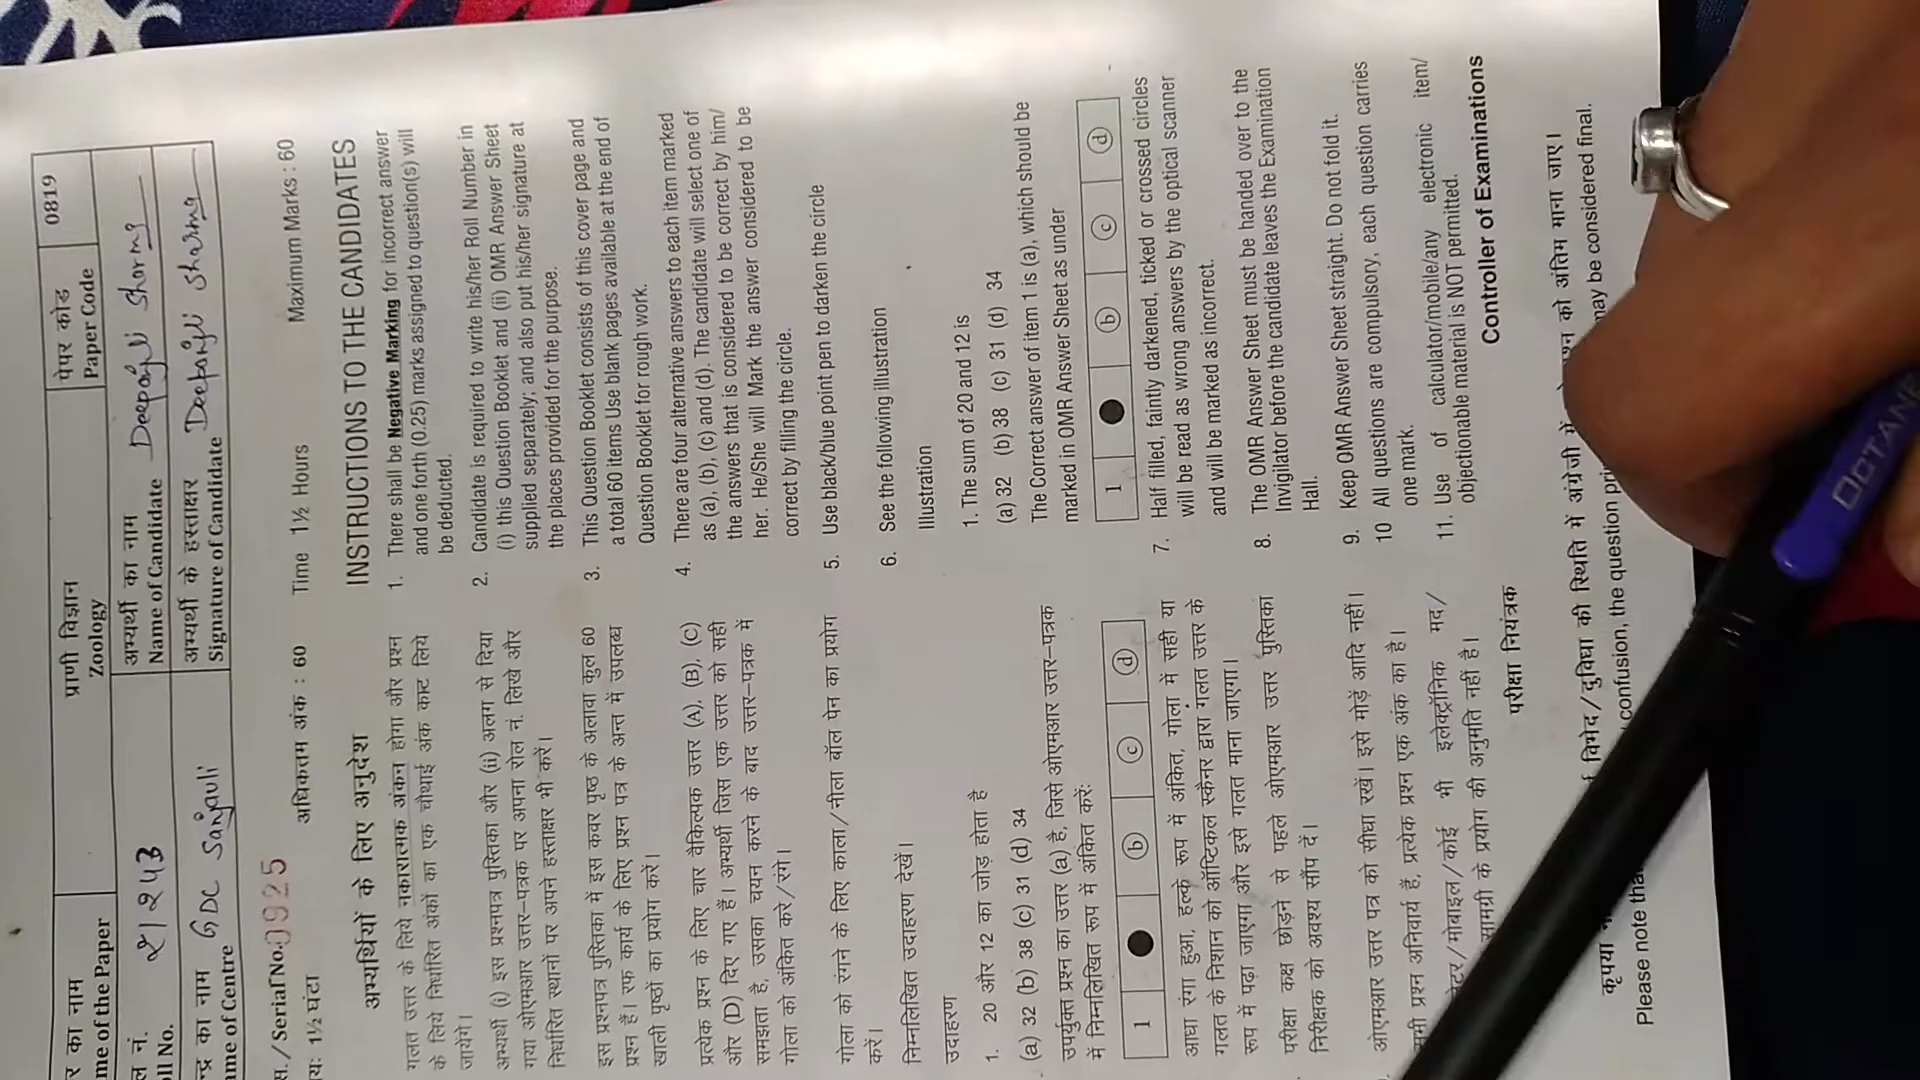 र का नाम
me of the Paper
प्राणी विज्ञान
Zoology
पेपर कोड
Paper Code
0819
ल नं.
oll No.
अभ्यर्थी का नाम
Name of Candidate
न्द्र का नाम GDC Sanjauli
ame of Centre
अभ्यर्थी के हस्ताक्षर
Signature of Candidate Deepanjli Sharma
स./Serial No. 0925
यः 1½ घंटा
अधिकतम अंक : 60
Time 1½ Hours
Maximum Marks : 60
अभ्यर्थियों के लिए अनुदेश
गलत उत्तर के लिये नकारात्मक अंकन होगा और प्रश्न
के लिये निर्धारित अंकों का एक चौथाई अंक काट लिये
जायेंगे।
अभ्यर्थी (i) इस प्रश्नपत्र पुस्तिका और (ii) अलग से दिया
गया ओएमआर उत्तर-पत्रक पर अपना रोल नं. लिखें और
निर्धारित स्थानों पर अपने हस्ताक्षर भी करें।
इस प्रश्नपत्र पुस्तिका में इस कवर पृष्ठ के अलावा कुल 60
प्रश्न हैं। रफ कार्य के लिए प्रश्न पत्र के अन्त में उपलब्ध
खाली पृष्ठों का प्रयोग करें।
प्रत्येक प्रश्न के लिए चार वैकल्पिक उत्तर (A), (B), (C)
और (D) दिए गए हैं। अभ्यर्थी जिस एक उत्तर को सही
समझता है, उसका चयन करने के बाद उत्तर-पत्रक में
गोला को अंकित करे/रंगे।
गोला को रंगने के लिए काला/नीला बॉल पेन का प्रयोग
करें।
निम्नलिखित उदाहरण देखें।
उदाहरण
1. 20 और 12 का जोड़ होता है
(a) 32 (b) 38 (c) 31 (d) 34
उपर्युक्त प्रश्न का उत्तर (a) है, जिसे ओएमआर उत्तर-पत्रक
में निम्नलिखित रूप में अंकित करें:
1 b c d
आधा रंगा हुआ, हल्के रूप में अंकित, गोला में सही या
गलत के निशान को ऑप्टिकल स्कैनर द्वारा गलत उत्तर के
रूप में पढ़ा जाएगा और इसे गलत माना जाएगा।
परीक्षा कक्ष छोड़ने से पहले ओएमआर उत्तर पुस्तिका
निरीक्षक को अवश्य सौंप दें।
ओएमआर उत्तर पत्र को सीधा रखें। इसे मोड़ें आदि नहीं।
सभी प्रश्न अनिवार्य हैं, प्रत्येक प्रश्न एक अंक का है।
टर/मोबाइल/कोई भी इलेक्ट्रॉनिक मद/
सामग्री के प्रयोग की अनुमति नहीं है।
परीक्षा नियंत्रक
INSTRUCTIONS TO THE CANDIDATES
1. There shall be Negative Marking for incorrect answer
and one forth (0.25) marks assigned to question(s) will
be deducted.
2. Candidate is required to write his/her Roll Number in
(i) this Question Booklet and (ii) OMR Answer Sheet
supplied separately; and also put his/her signature at
the places provided for the purpose.
3. This Question Booklet consists of this cover page and
a total 60 items Use blank pages available at the end of
Question Booklet for rough work.
4. There are four alternative answers to each item marked
as (a), (b), (c) and (d). The candidate will select one of
the answers that is considered to be correct by him/
her. He/She will Mark the answer considered to be
correct by filling the circle.
5. Use black/blue point pen to darken the circle
6. See the following illustration
Illustration
1. The sum of 20 and 12 is
(a) 32 (b) 38 (c) 31 (d) 34
The Correct answer of item 1 is (a), which should be
marked in OMR Answer Sheet as under
1 b c d
7. Half filled, faintly darkened, ticked or crossed circles
will be read as wrong answers by the optical scanner
and will be marked as incorrect.
8. The OMR Answer Sheet must be handed over to the
Invigilator before the candidate leaves the Examination
Hall.
9. Keep OMR Answer Sheet straight. Do not fold it.
10 All questions are compulsory, each question carries
one mark.
11. Use of calculator/mobile/any electronic item/
objectionable material is NOT permitted.
Controller of Examinations
कृपया विभेद/दुविधा की स्थिति में अंग्रेजी में को अंतिम माना जाए।
Please note tha confusion, the question pri may be considered final.
OCTANE